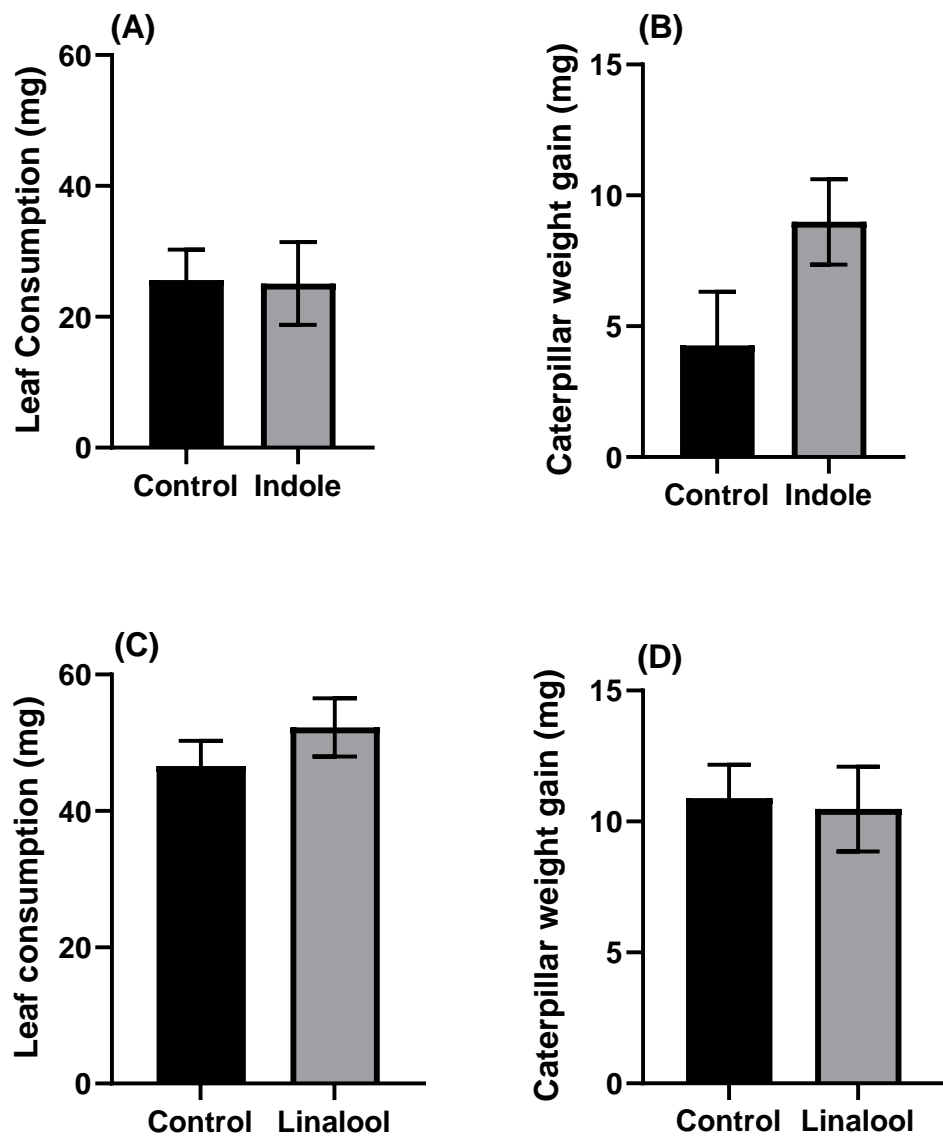 (A)
Leaf Consumption (mg)
60
40
20
0
Control Indole
(B)
Caterpillar weight gain (mg)
15
10
5
0
Control Indole
(C)
Leaf consumption (mg)
60
40
20
0
Control Linalool
(D)
Caterpillar weight gain (mg)
15
10
5
0
Control Linalool